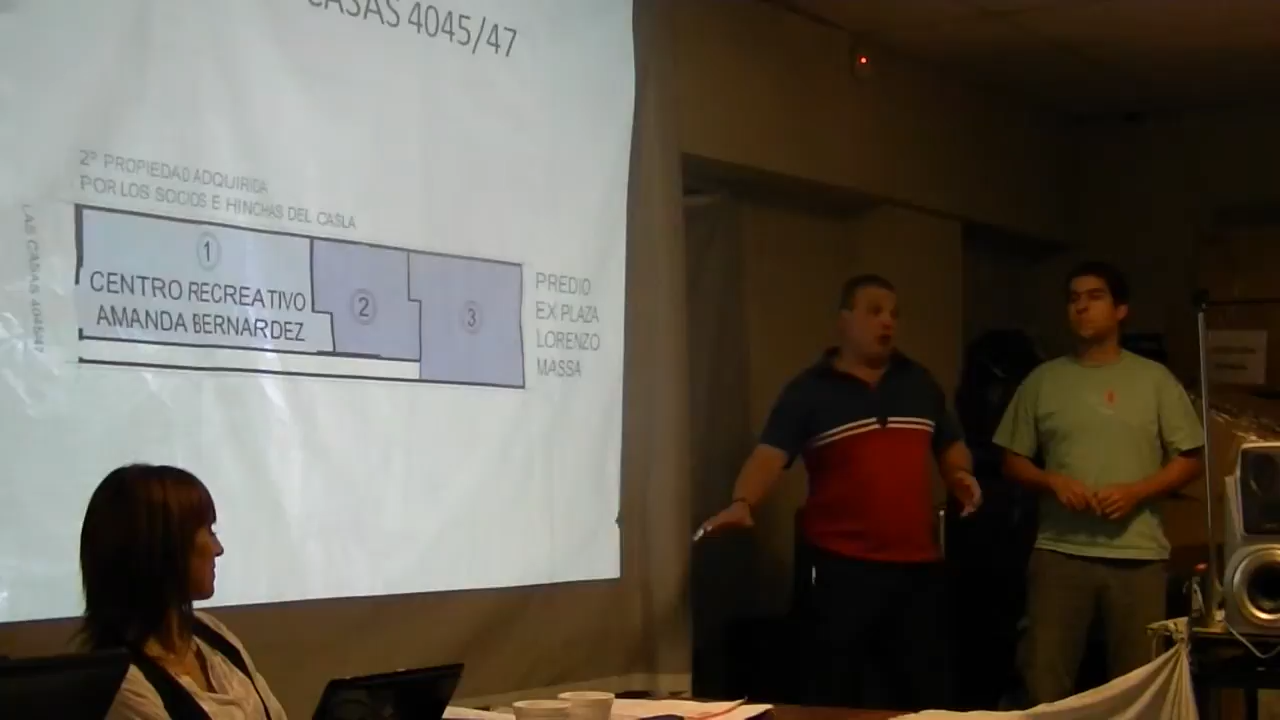 CASAS 4045/47
2ª PROPIEDAD ADQUIRIDA
POR LOS SOCIOS E HINCHAS DEL CASLA
LAS CASAS 4045/47
1
CENTRO RECREATIVO
AMANDA BERNARDEZ
2
3
PREDIO
EX PLAZA
LORENZO
MASSA